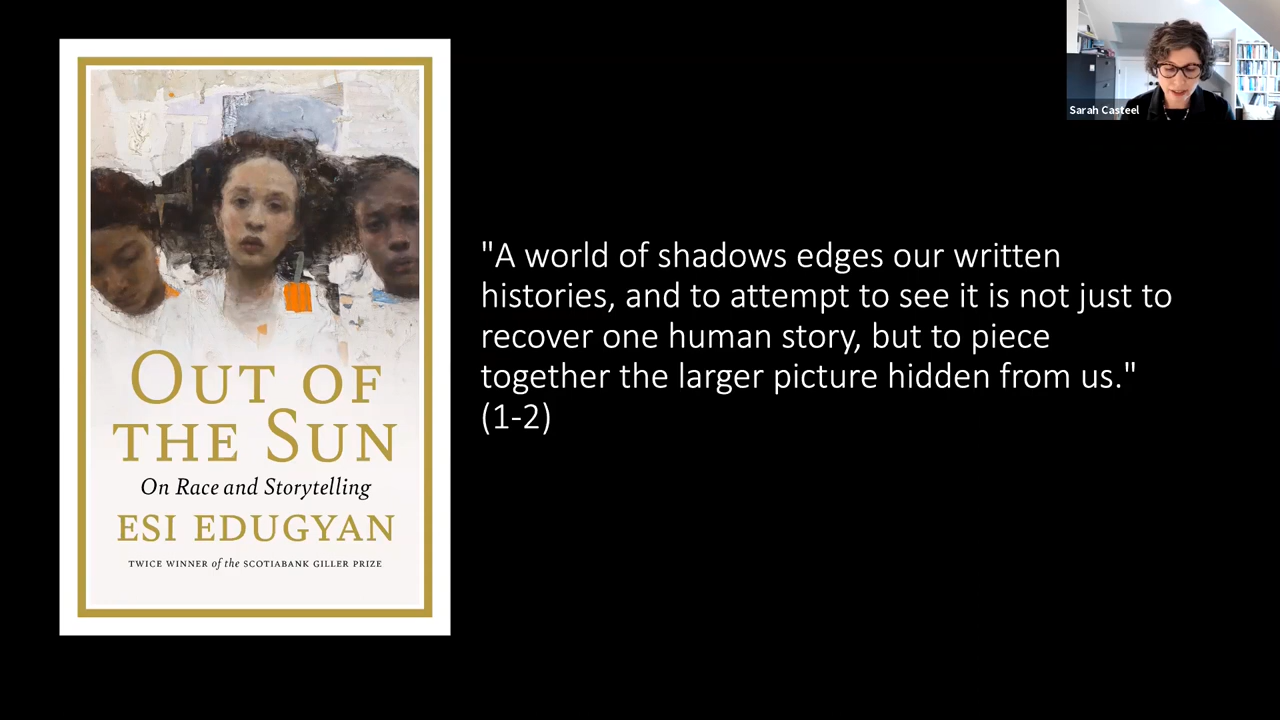 Sarah Casteel
OUT OF
THE SUN
On Race and Storytelling
ESI EDUGYAN
TWICE WINNER of the SCOTIABANK GILLER PRIZE
"A world of shadows edges our written
histories, and to attempt to see it is not just to
recover one human story, but to piece
together the larger picture hidden from us."
(1-2)